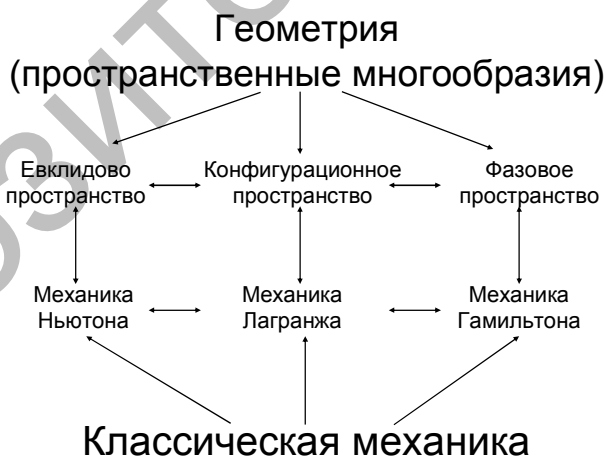 Геометрия
(пространственные многообразия)
Евклидово
пространство
Конфигурационное
пространство
Фазовое
пространство
Механика
Ньютона
Механика
Лагранжа
Механика
Гамильтона
Классическая механика